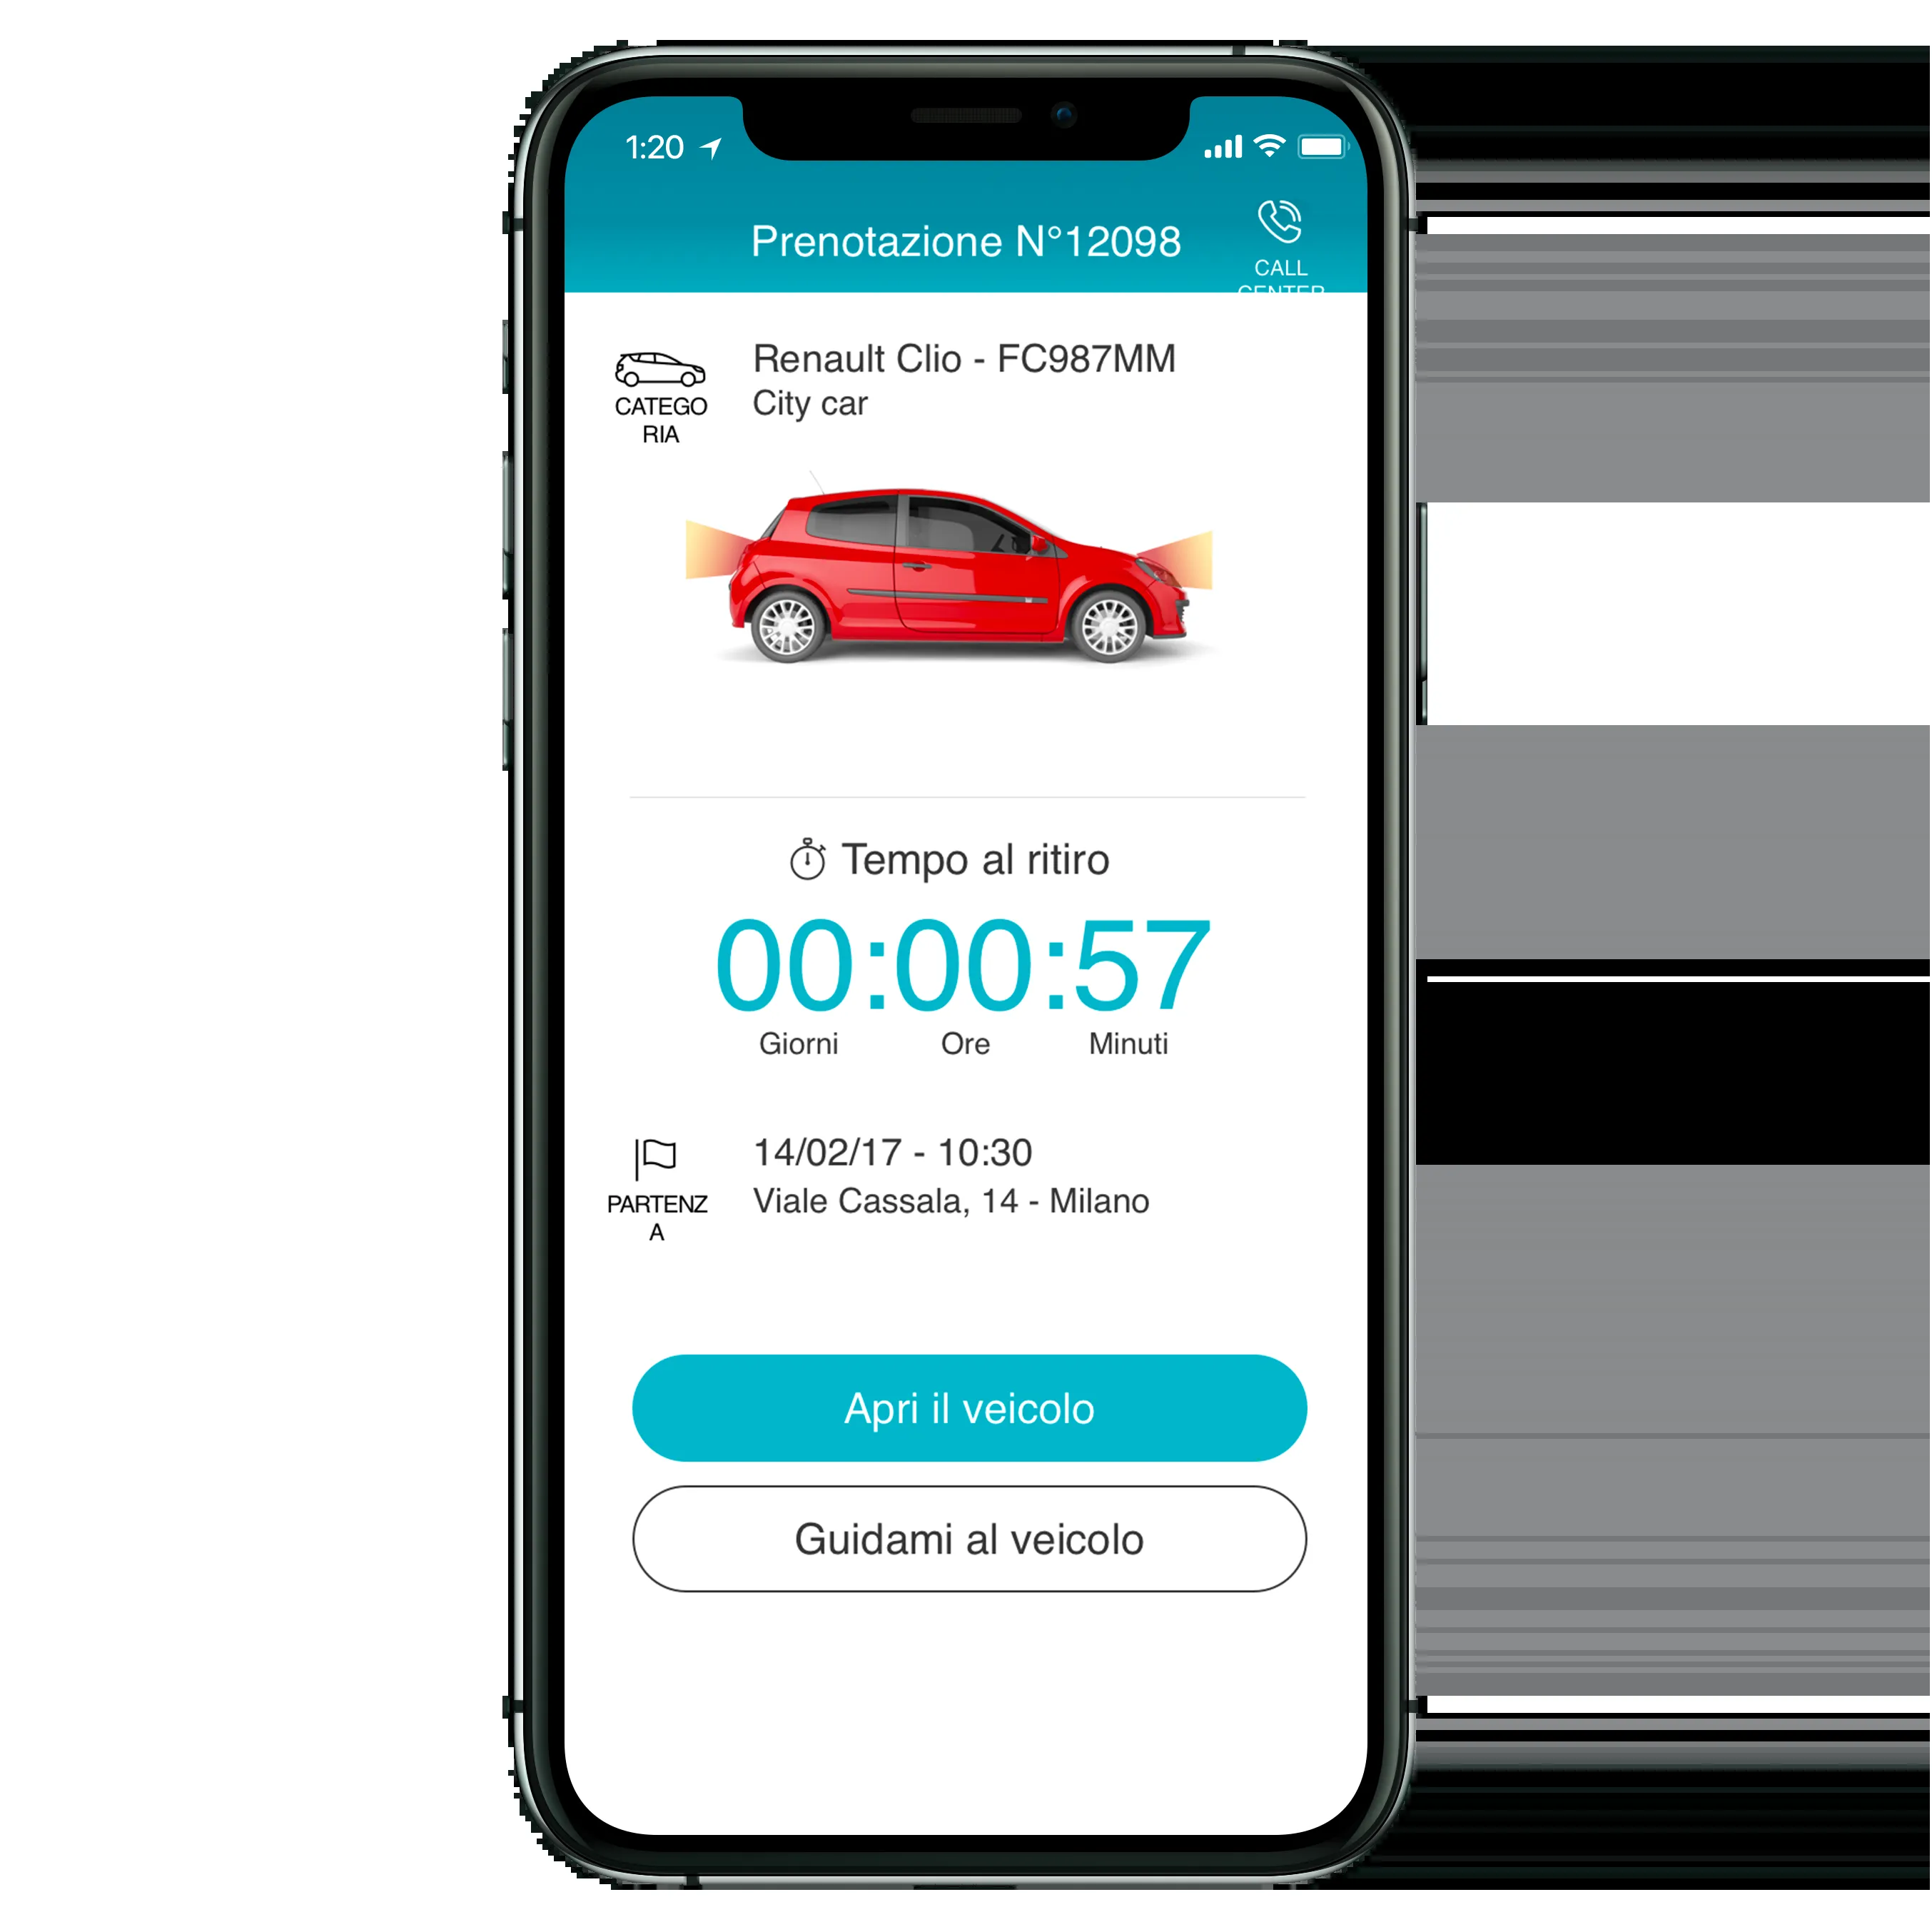 1:20
Prenotazione N°12098
CALL
CENTER
Renault Clio - FC987MM
City car
CATEGO
RIA
Tempo al ritiro
00:00:57
Giorni Ore Minuti
14/02/17 - 10:30
Viale Cassala, 14 - Milano
PARTENZ
A
Apri il veicolo
Guidami al veicolo